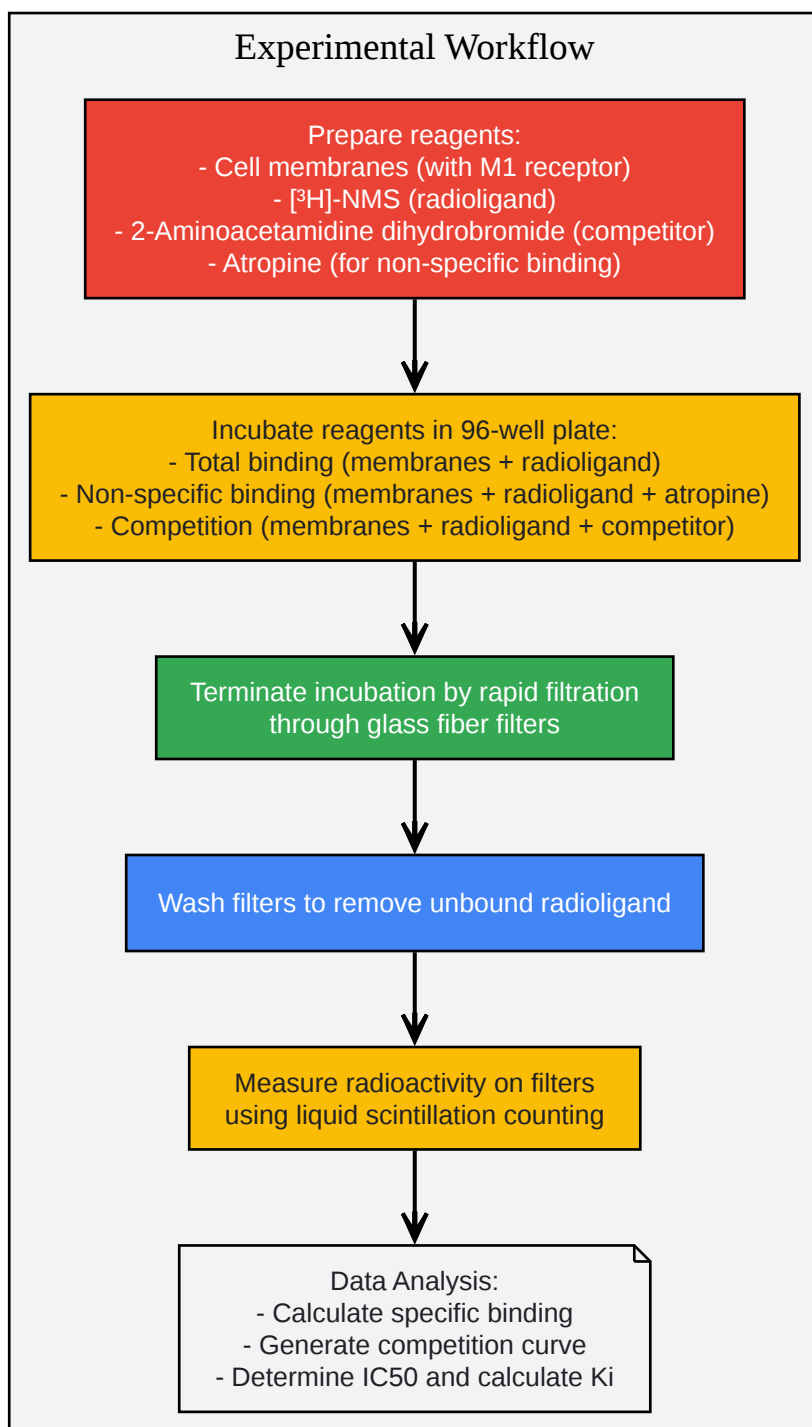 Experimental Workflow
Prepare reagents:
- Cell membranes (with M1 receptor)
- [³H]-NMS (radioligand)
- 2-Aminoacetamidine dihydrobromide (competitor)
- Atropine (for non-specific binding)
Incubate reagents in 96-well plate:
- Total binding (membranes + radioligand)
- Non-specific binding (membranes + radioligand + atropine)
- Competition (membranes + radioligand + competitor)
Terminate incubation by rapid filtration
through glass fiber filters
Wash filters to remove unbound radioligand
Measure radioactivity on filters
using liquid scintillation counting
Data Analysis:
- Calculate specific binding
- Generate competition curve
- Determine IC50 and calculate Ki